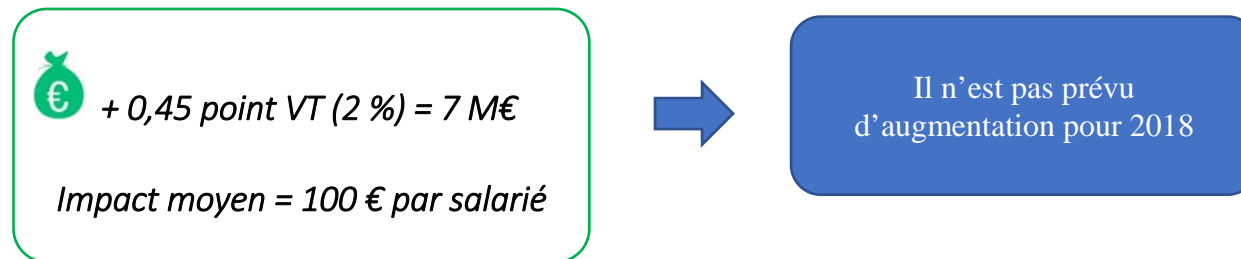 €
+ 0,45 point VT (2 %) = 7 M€
Impact moyen = 100 € par salarié
Il n’est pas prévu
d’augmentation pour 2018